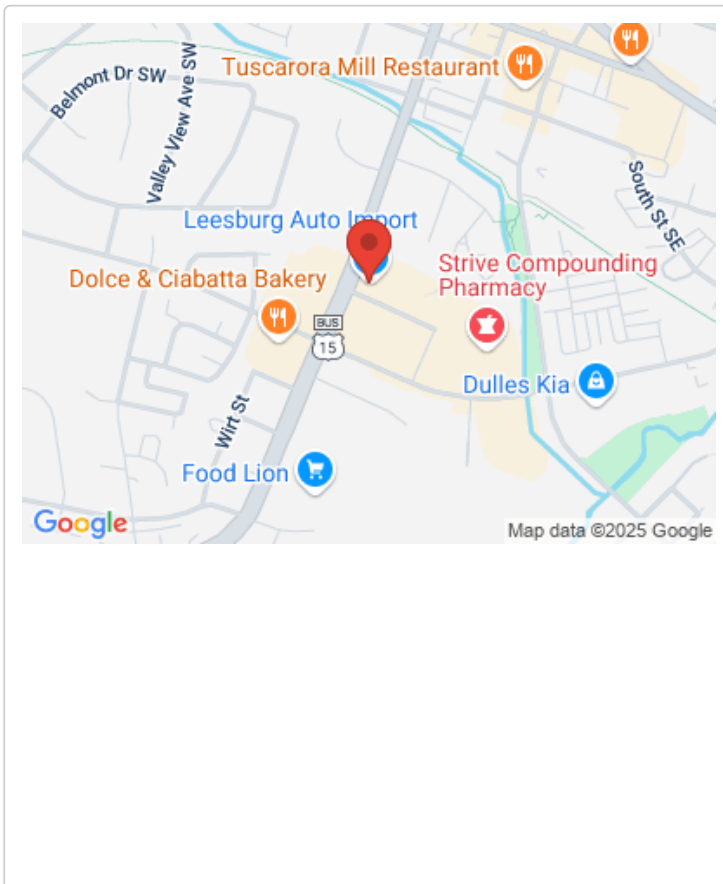 Tuscarora Mill Restaurant
Belmont Dr SW
Valley View Ave SW
South St SE
Leesburg Auto Import
Dolce & Ciabatta Bakery
Strive Compounding
Pharmacy
BUS
15
Dulles Kia
Wirt St
Food Lion
Google
Map data ©2025 Google